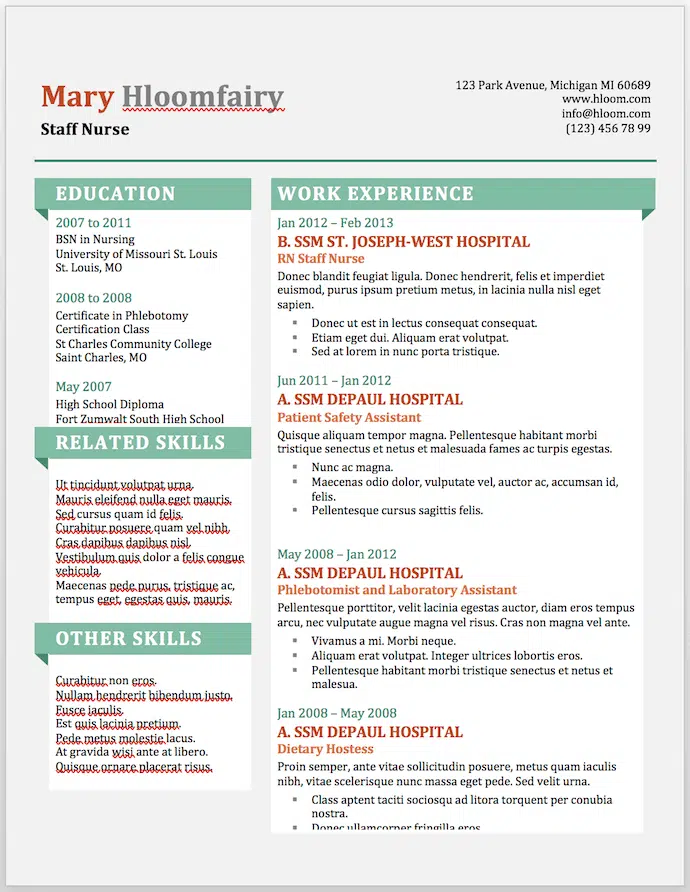 Mary Hloomfairy
Staff Nurse
123 Park Avenue, Michigan MI 60689
www.hloom.com
info@hloom.com
(123) 456 78 99
EDUCATION
2007 to 2011
BSN in Nursing
University of Missouri St. Louis
St. Louis, MO
2008 to 2008
Certificate in Phlebotomy
Certification Class
St Charles Community College
Saint Charles, MO
May 2007
High School Diploma
Fort Zumwalt South High School
RELATED SKILLS
Ut tincidunt volutpat urna.
Mauris eleifend nulla eget mauris.
Sed cursus quam id felis.
Curabitur posuere quam vel nibh.
Cras dapibus dapibus nisl.
Vestibulum quis dolor a felis congue
vehicula.
Maecenas pede purus, tristique ac,
tempus eget, egestas quis, mauris.
OTHER SKILLS
Curabitur non eros.
Nullam hendrerit bibendum justo.
Fusce iaculis.
Est quis lacinia pretium.
Pede metus molestie lacus.
At gravida wisi ante at libero.
Quisque ornare placerat risus.
WORK EXPERIENCE
Jan 2012 – Feb 2013
B. SSM ST. JOSEPH-WEST HOSPITAL
RN Staff Nurse
Donec blandit feugiat ligula. Donec hendrerit, felis et imperdiet
euismod, purus ipsum pretium metus, in lacinia nulla nisl eget
sapien.
▪ Donec ut est in lectus consequat consequat.
▪ Etiam eget dui. Aliquam erat volutpat.
▪ Sed at lorem in nunc porta tristique.
Jun 2011 – Jan 2012
A. SSM DEPAUL HOSPITAL
Patient Safety Assistant
Quisque aliquam tempor magna. Pellentesque habitant morbi
tristique senectus et netus et malesuada fames ac turpis egestas.
▪ Nunc ac magna.
▪ Maecenas odio dolor, vulputate vel, auctor ac, accumsan id,
felis.
▪ Pellentesque cursus sagittis felis.
May 2008 – Jan 2012
A. SSM DEPAUL HOSPITAL
Phlebotomist and Laboratory Assistant
Pellentesque porttitor, velit lacinia egestas auctor, diam eros tempus
arcu, nec vulputate augue magna vel risus. Cras non magna vel ante.
▪ Vivamus a mi. Morbi neque.
▪ Aliquam erat volutpat. Integer ultrices lobortis eros.
▪ Pellentesque habitant morbi tristique senectus et netus et
malesua.
Jan 2008 – May 2008
A. SSM DEPAUL HOSPITAL
Dietary Hostess
Proin semper, ante vitae sollicitudin posuere, metus quam iaculis
nibh, vitae scelerisque nunc massa eget pede. Sed velit urna.
▪ Class aptent taciti sociosqu ad litora torquent per conubia
nostra.
▪ Donec ullamcorper fringilla eros.